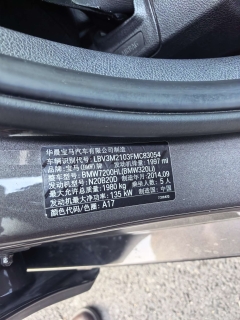 华晨宝马汽车有限公司制造
车辆识别代号: LBV3M2103FMC83054
品牌: 宝马(BMW)牌 发动机排量: 1997 ml
整车型号: BMW7200HL(BMW320Li)
发动机型号: N20B20D 制造年月: 2014.09
最大允许总质量: 1980 kg 乘坐人数: 5 人
发动机最大净功率: 135 kW 制造国: 中国
颜色代号/色番: A17